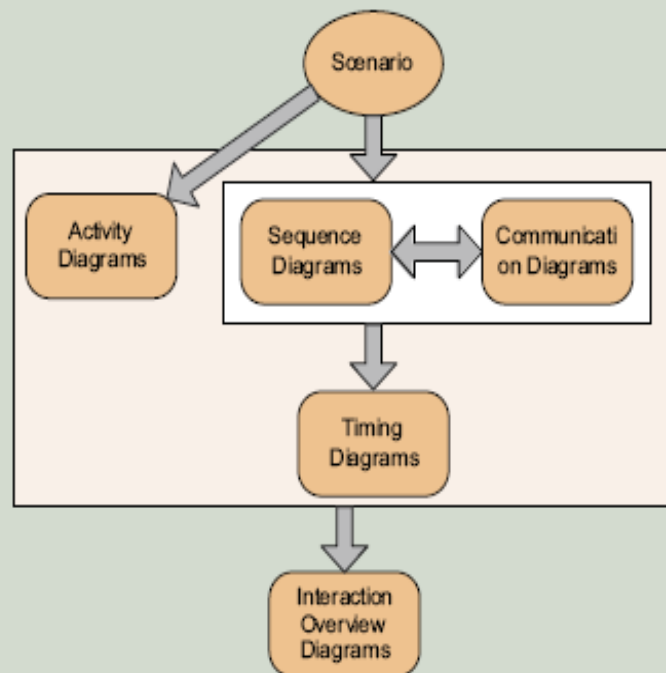 Scenario
Activity
Diagrams
Sequence
Diagrams
Communicati
on Diagrams
Timing
Diagrams
Interaction
Overview
Diagrams